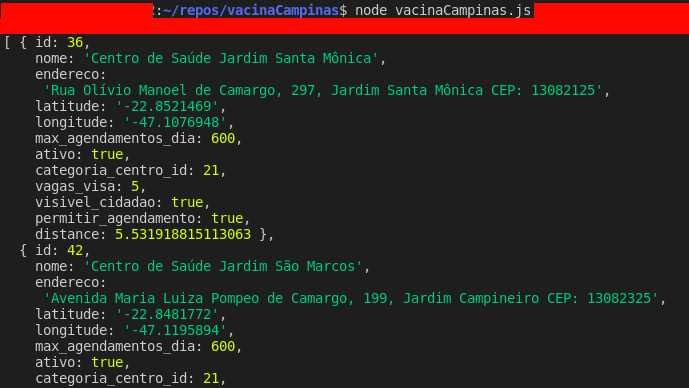 2:~/repos/vacinaCampinas$ node vacinaCampinas.js
[ { id: 36,
nome: 'Centro de Saúde Jardim Santa Mônica',
endereco:
'Rua Olívio Manoel de Camargo, 297, Jardim Santa Mônica CEP: 13082125',
latitude: '-22.8521469',
longitude: '-47.1076948',
max_agendamentos_dia: 600,
ativo: true,
categoria_centro_id: 21,
vagas_visa: 5,
visivel_cidadao: true,
permitir_agendamento: true,
distance: 5.531918815113063 },
{ id: 42,
nome: 'Centro de Saúde Jardim São Marcos',
endereco:
'Avenida Maria Luiza Pompeo de Camargo, 199, Jardim Campineiro CEP: 13082325',
latitude: '-22.8481772',
longitude: '-47.1195894',
max_agendamentos_dia: 600,
ativo: true,
categoria_centro_id: 21,